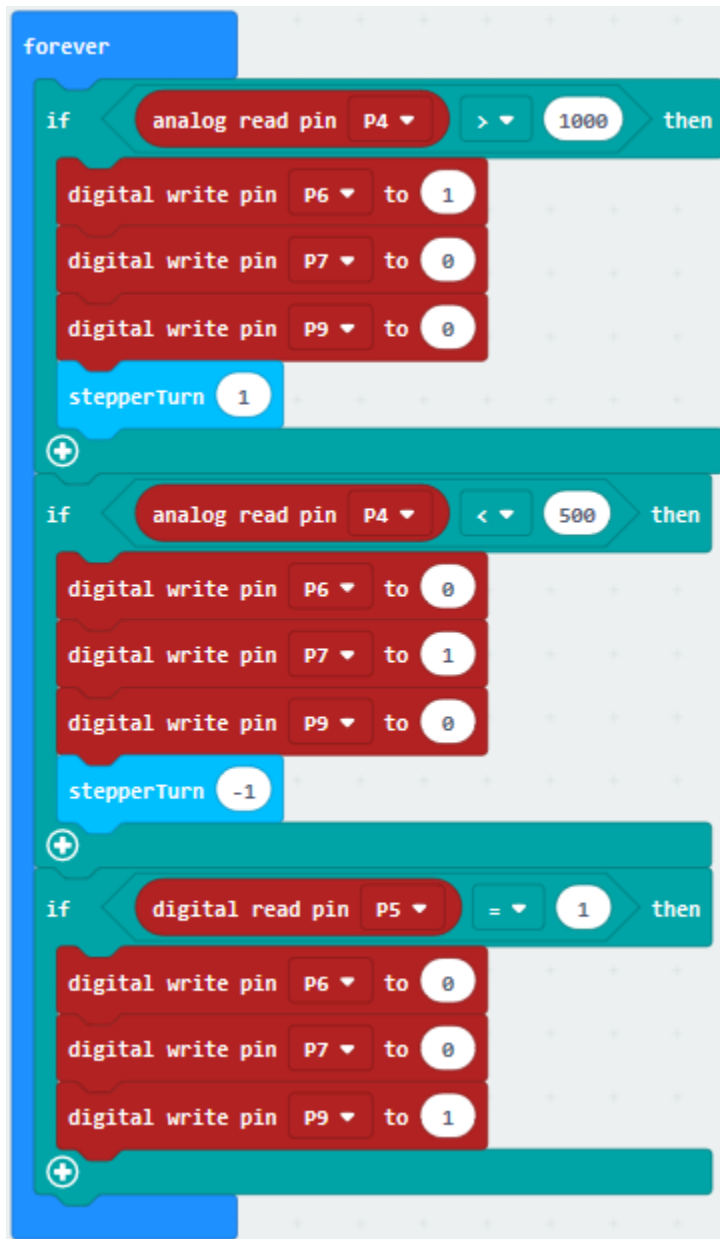 forever
if analog read pin P4 > 1000 then
digital write pin P6 to 1
digital write pin P7 to 0
digital write pin P9 to 0
stepperTurn 1
if analog read pin P4 < 500 then
digital write pin P6 to 0
digital write pin P7 to 1
digital write pin P9 to 0
stepperTurn -1
if digital read pin P5 = 1 then
digital write pin P6 to 0
digital write pin P7 to 0
digital write pin P9 to 1